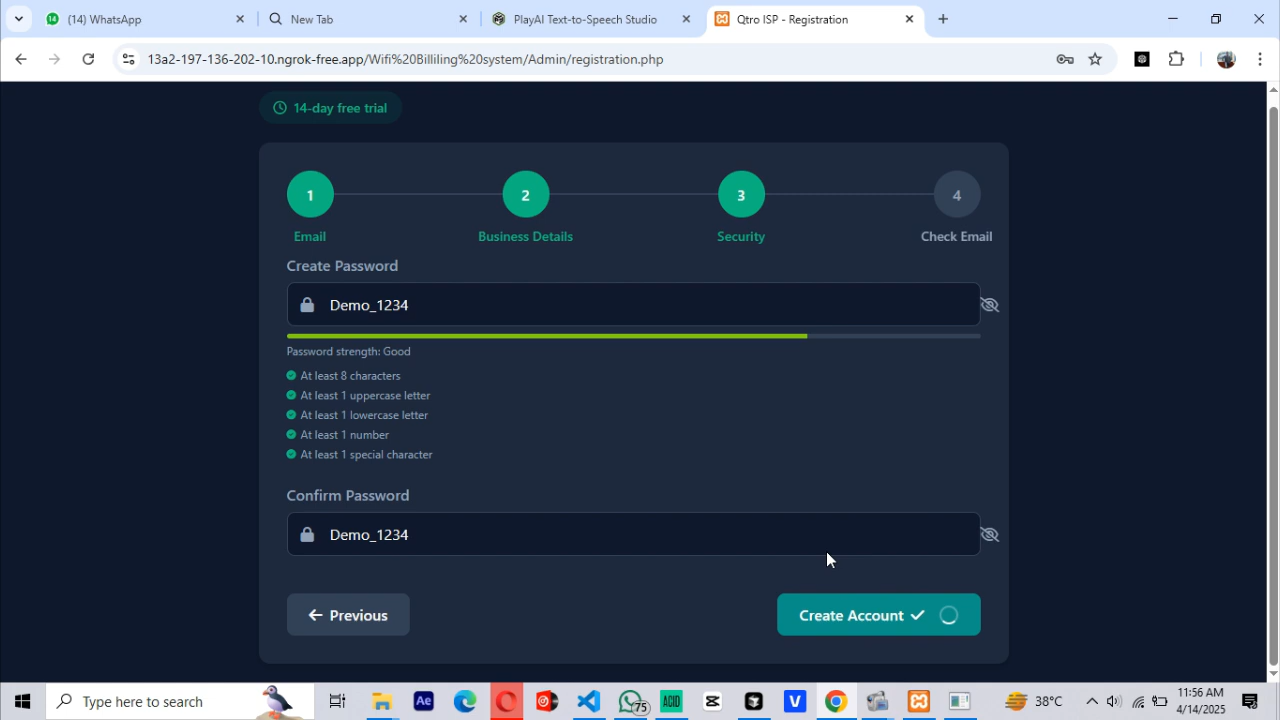 (14) WhatsApp
New Tab
PlayAI Text-to-Speech Studio
Qtro ISP - Registration
13a2-197-136-202-10.ngrok-free.app/Wifi%20Billiling%20system/Admin/registration.php
14-day free trial
1
2
3
4
Email
Business Details
Security
Check Email
Create Password
Demo_1234
Password strength: Good
At least 8 characters
At least 1 uppercase letter
At least 1 lowercase letter
At least 1 number
At least 1 special character
Confirm Password
Demo_1234
Previous
Create Account
Type here to search
Ae
75
ACID
V
38°C
11:56 AM
4/14/2025